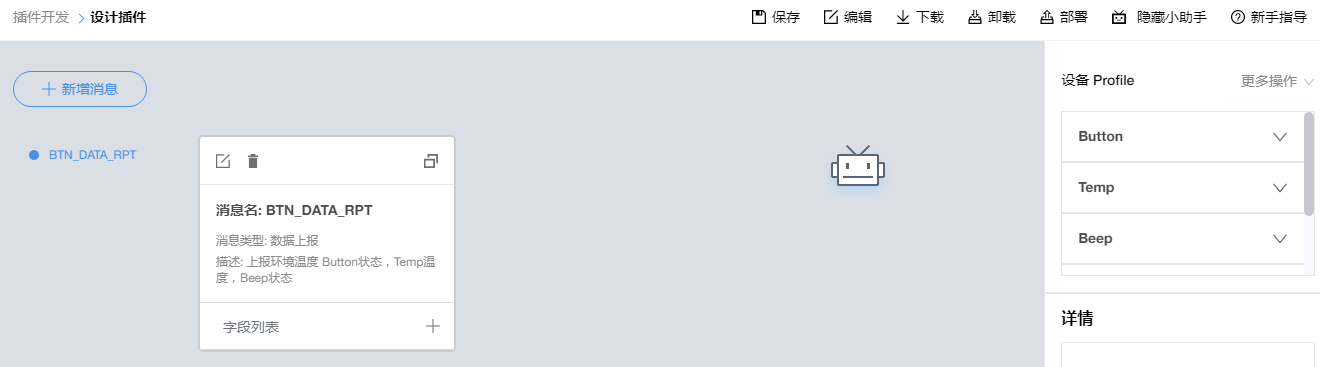 插件开发 > 设计插件
保存 编辑 下载 卸载 部署 隐藏小助手 新手指导
+ 新增消息
BTN_DATA_RPT
消息名: BTN_DATA_RPT
消息类型: 数据上报
描述: 上报环境温度 Button状态，Temp温
度，Beep状态
字段列表
设备 Profile 更多操作
Button
Temp
Beep
详情